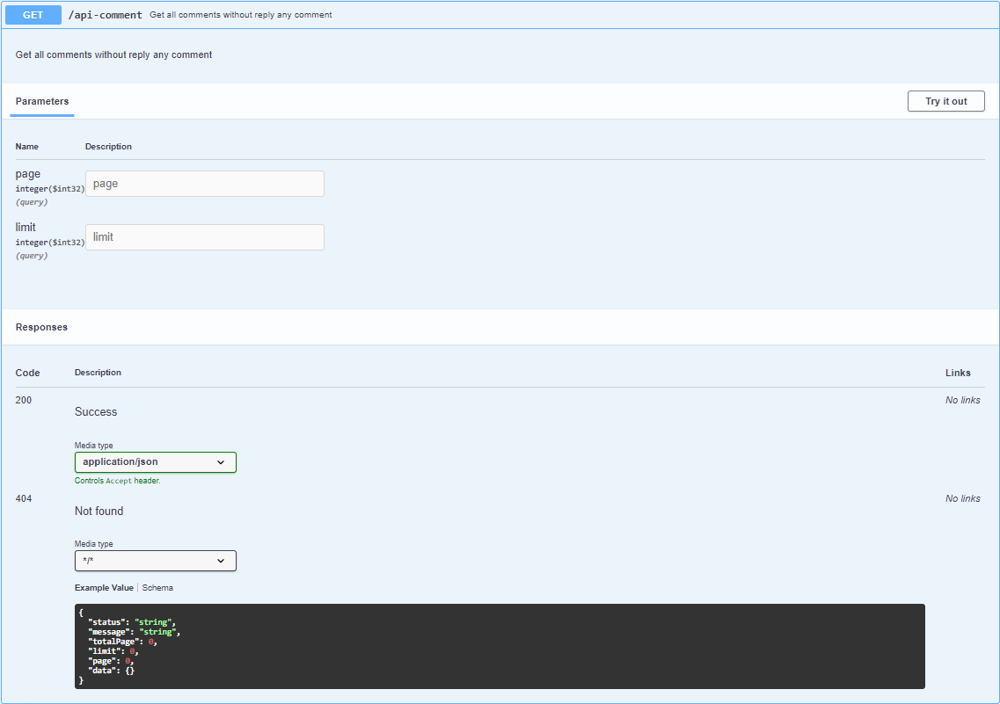 GET /api-comment Get all comments without reply any comment
Get all comments without reply any comment
Parameters
Try it out
Name Description
page
integer($int32)
(query)
page
limit
integer($int32)
(query)
limit
Responses
Code Description Links
200
Success
No links
Media type
application/json
Controls Accept header.
404
Not found
No links
Media type
*/*
Example Value Schema
{
"status": "string",
"message": "string",
"totalPage": 0,
"limit": 0,
"page": 0,
"data": {}
}